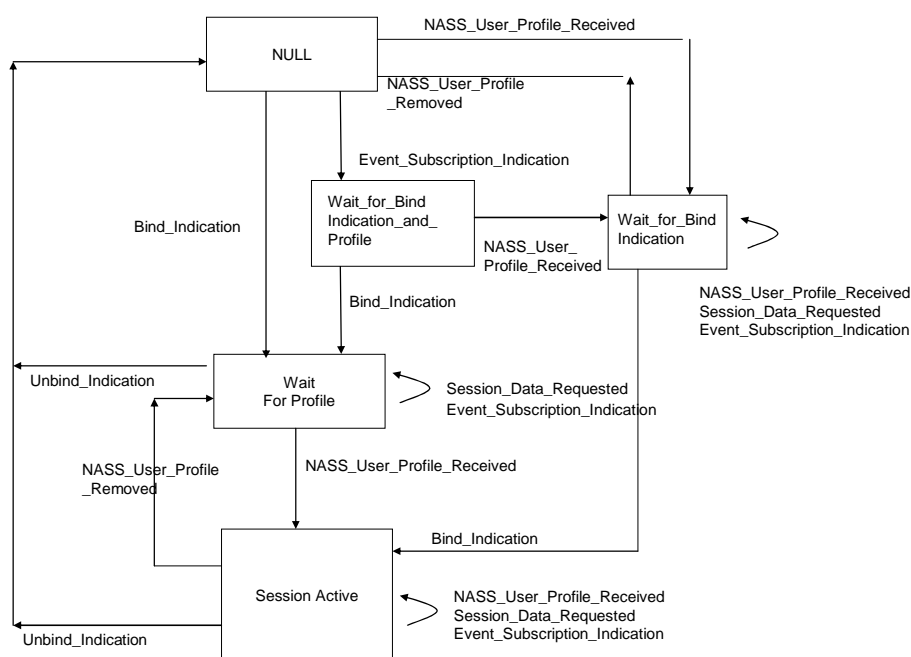 NASS_User_Profile_Received
NULL
NASS_User_Profile
_Removed
Event_Subscription_Indication
Wait_for_Bind
Indication_and_
Profile
Wait_for_Bind
Indication
Bind_Indication
NASS_User_
Profile_Received
NASS_User_Profile_Received
Session_Data_Requested
Event_Subscription_Indication
Bind_Indication
Unbind_Indication
Wait
For Profile
Session_Data_Requested
Event_Subscription_Indication
NASS_User_Profile
_Removed
NASS_User_Profile_Received
Bind_Indication
Session Active
NASS_User_Profile_Received
Session_Data_Requested
Event_Subscription_Indication
Unbind_Indication